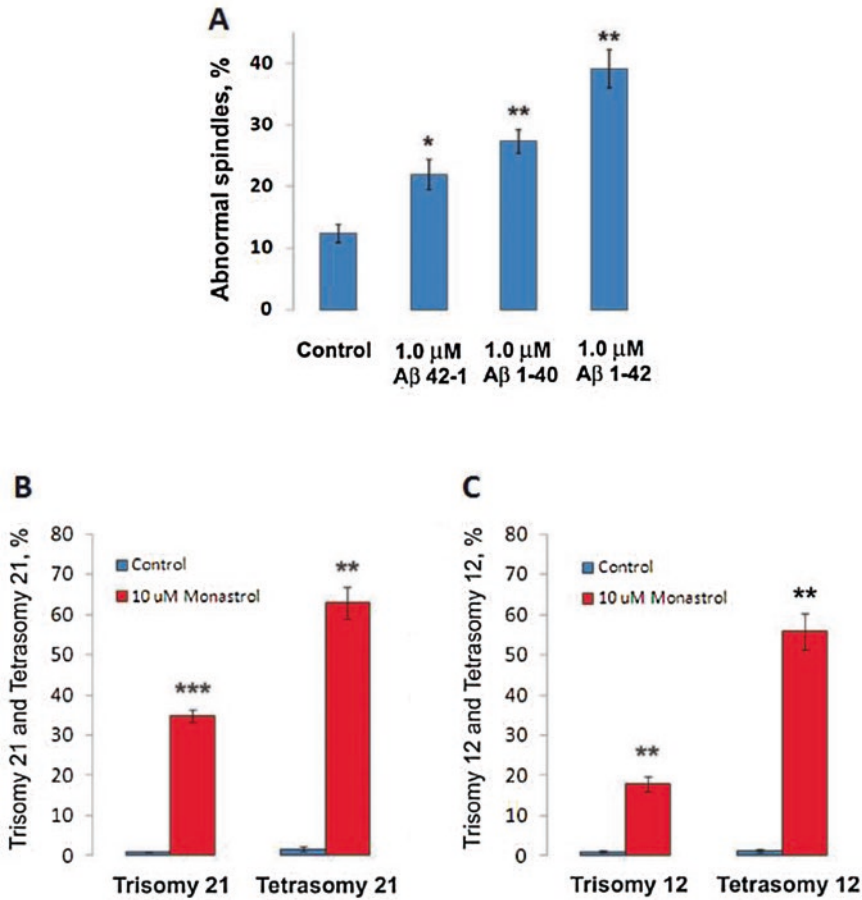 A
Abnormal spindles, %
40
30
20
10
0
*
**
**
Control
1.0 μM
Aβ 42-1
1.0 μM
Aβ 1-40
1.0 μM
Aβ 1-42
B
Trisomy 21 and Tetrasomy 21, %
80
70
60
50
40
30
20
10
0
Control
10 uM Monastrol
***
**
Trisomy 21
Tetrasomy 21
C
Trisomy 12 and Tetrasomy 12, %
80
70
60
50
40
30
20
10
0
Control
10 uM Monastrol
**
**
Trisomy 12
Tetrasomy 12